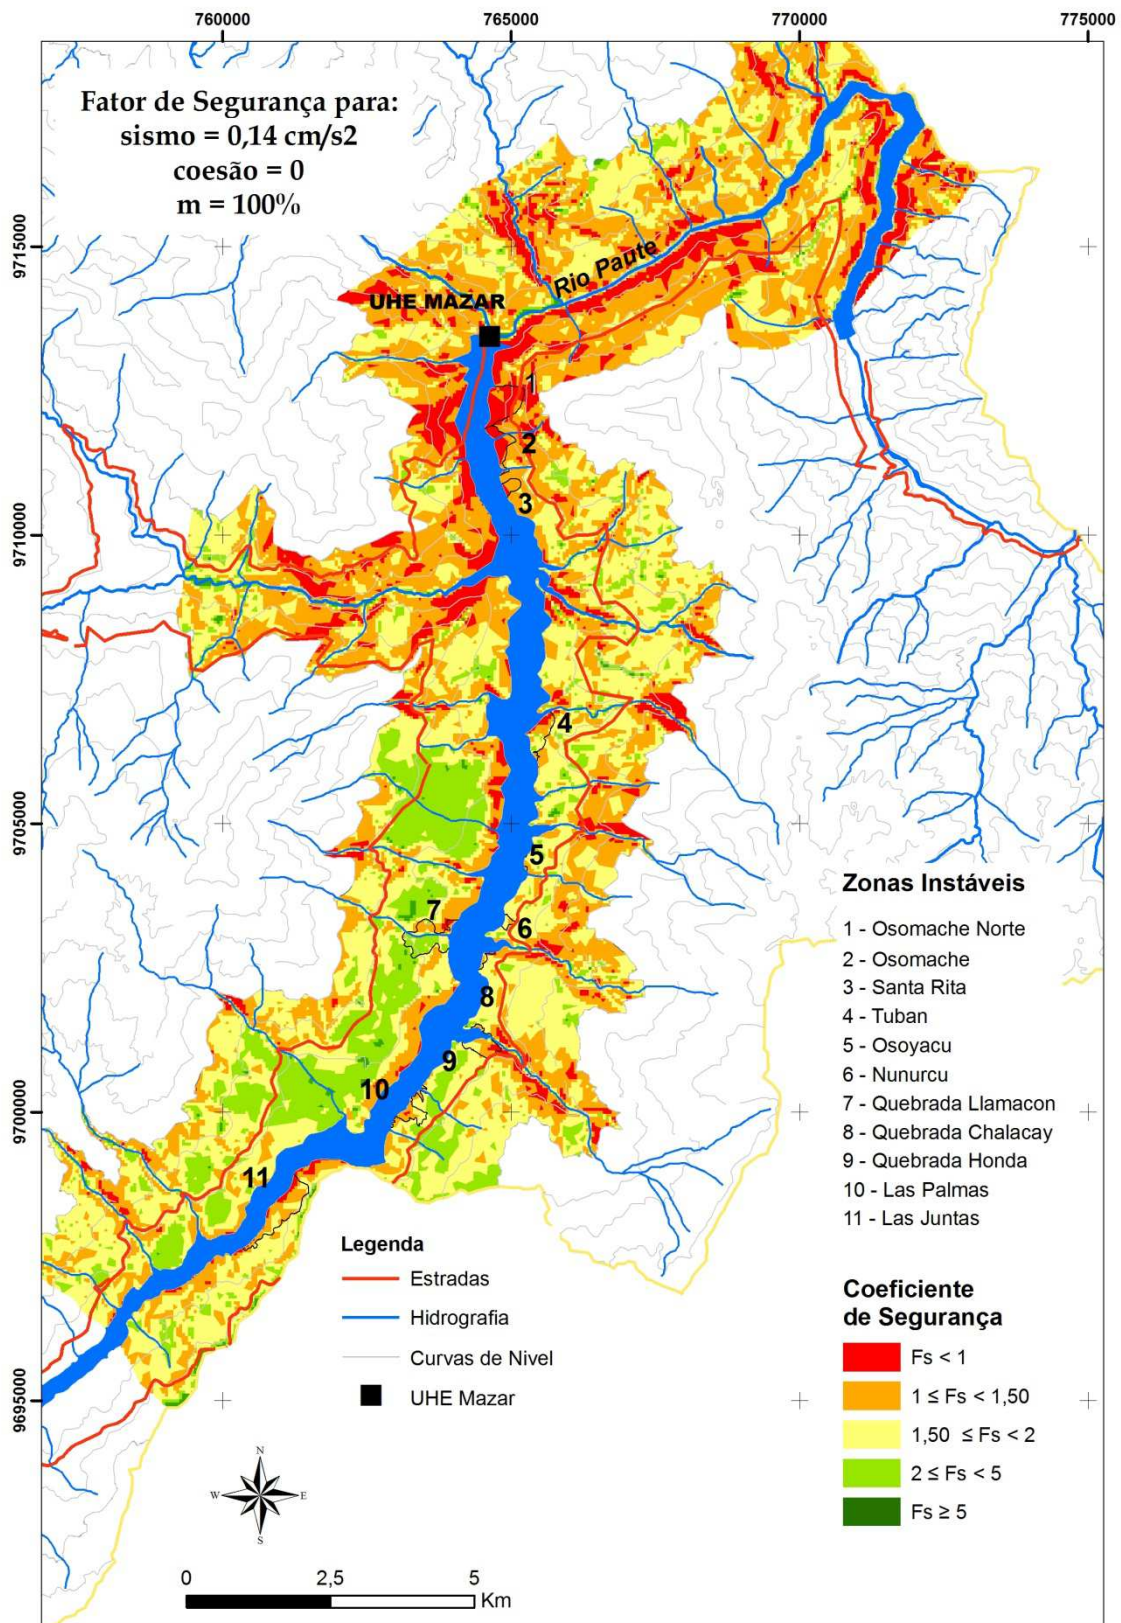 760000
765000
770000
775000
Fator de Segurança para:
sismo = 0,14 cm/s2
coesão = 0
m = 100%
9715000
9710000
9705000
9700000
9695000
Rio Paute
UHE MAZAR
1
2
3
4
5
6
7
8
9
10
11
Zonas Instáveis
1 - Osomache Norte
2 - Osomache
3 - Santa Rita
4 - Tuban
5 - Osoyacu
6 - Nunurcu
7 - Quebrada Llamacon
8 - Quebrada Chalacay
9 - Quebrada Honda
10 - Las Palmas
11 - Las Juntas
Legenda
Estradas
Hidrografia
Curvas de Nivel
UHE Mazar
Coeficiente
de Segurança
Fs < 1
1 ≤ Fs < 1,50
1,50 ≤ Fs < 2
2 ≤ Fs < 5
Fs ≥ 5
N
W E
S
0 2,5 5
Km